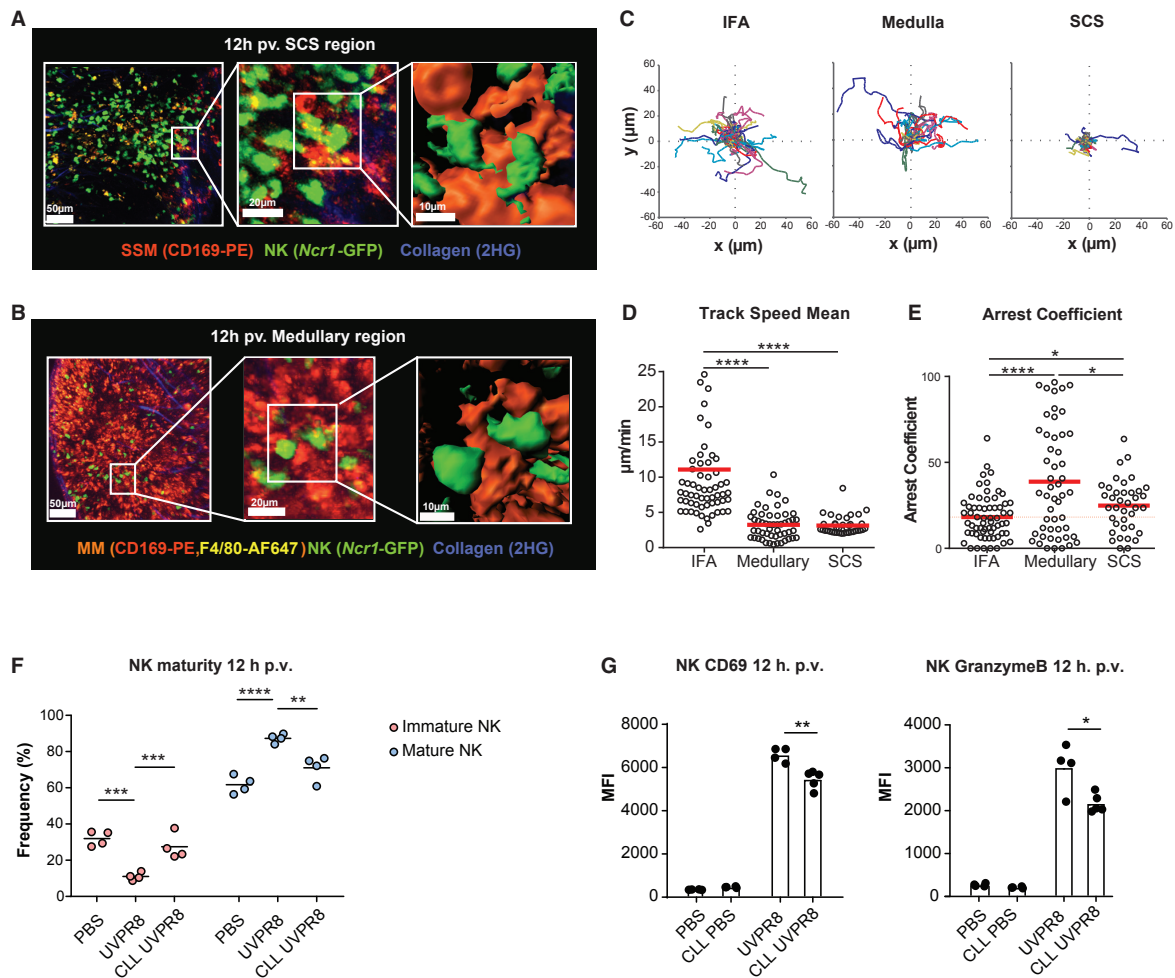 A
12h pv. SCS region
50µm
20µm
10µm
SSM (CD169-PE) NK (Ncr1-GFP) Collagen (2HG)
B
12h pv. Medullary region
50µm
20µm
10µm
MM (CD169-PE,F4/80-AF647) NK (Ncr1-GFP) Collagen (2HG)
C
IFA Medulla SCS
y (µm)
60
40
20
0
-20
-40
-60
-60 -40 -20 0 20 40 60
-60 -40 -20 0 20 40 60
-60 -40 -20 0 20 40 60
x (µm) x (µm) x (µm)
D
Track Speed Mean
****
****
µm/min
25
20
15
10
5
0
IFA Medullary SCS
E
Arrest Coefficient
*
**** *
Arrest Coefficient
100
50
0
IFA Medullary SCS
F
NK maturity 12 h p.v.
**** **
*** ***
Immature NK
Mature NK
Frequency (%)
100
80
60
40
20
0
PBS UVPR8 CLL UVPR8 PBS UVPR8 CLL UVPR8
G
NK CD69 12 h. p.v.
**
MFI
8000
6000
4000
2000
0
PBS CLL PBS UVPR8 CLL UVPR8
NK GranzymeB 12 h. p.v.
*
MFI
4000
3000
2000
1000
0
PBS CLL PBS UVPR8 CLL UVPR8